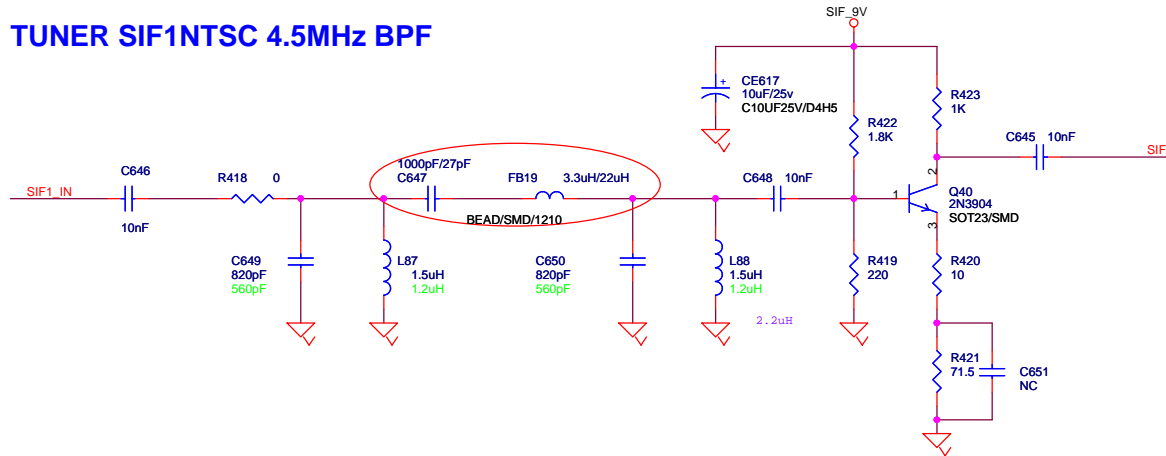 TUNER SIF1NTSC 4.5MHz BPF
SIF_9V
CE617
10uF/25v
C10UF25V/D4H5
R422
1.8K
R423
1K
C645 10nF
SIF
SIF1_IN
C646
10nF
R418 0
1000pF/27pF
C647
FB19 3.3uH/22uH
BEAD/SMD/1210
C648 10nF
1
2
3
Q40
2N3904
SOT23/SMD
C649
820pF
560pF
L87
1.5uH
1.2uH
C650
820pF
560pF
L88
1.5uH
1.2uH
2.2uH
R419
220
R420
10
R421
71.5
C651
NC